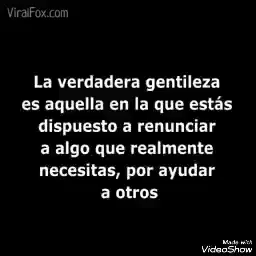 ViralFox.com
La verdadera gentileza
es aquella en la que estás
dispuesto a renunciar
a algo que realmente
necesitas, por ayudar
a otros
Made with
VideoShow